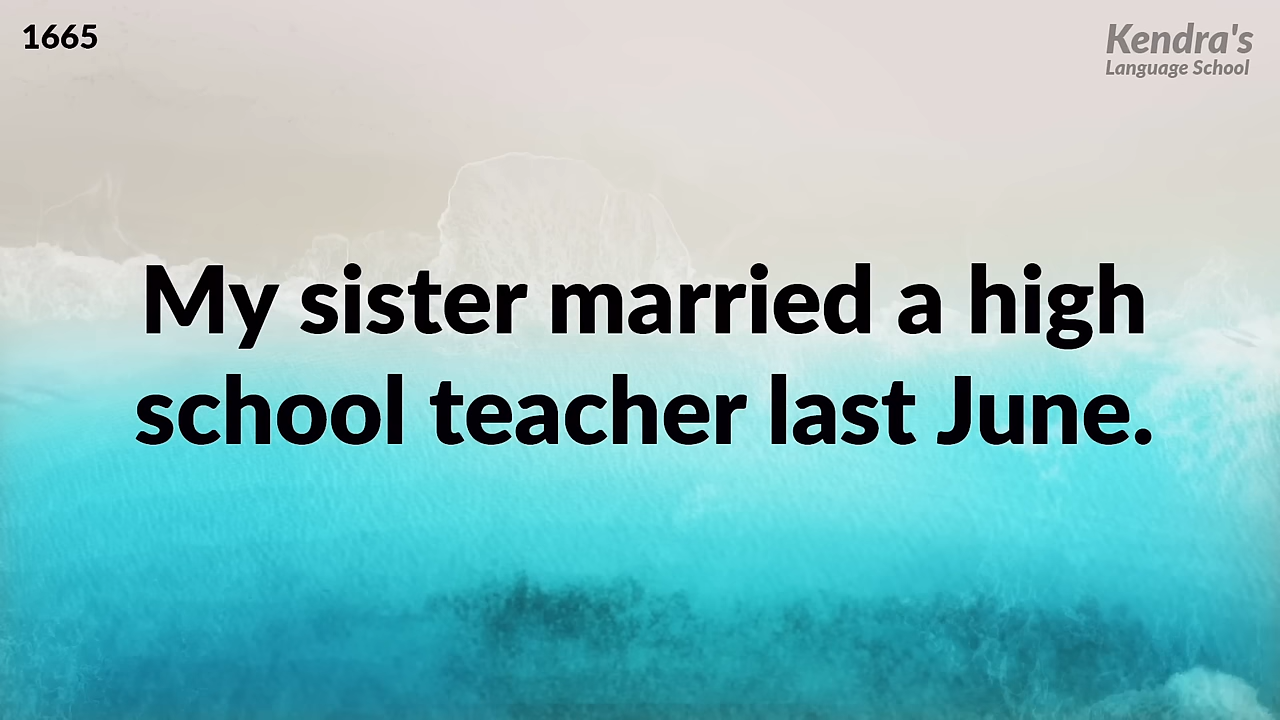 1665
Kendra's
Language School
My sister married a high
school teacher last June.